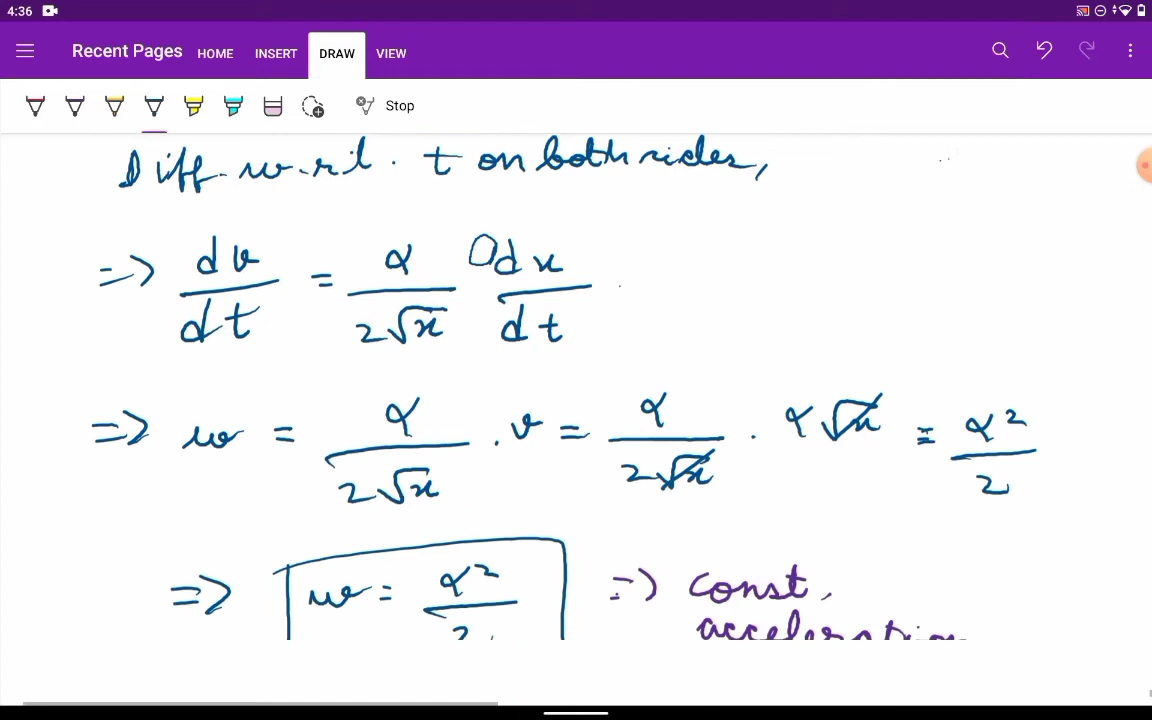 4:36
Recent Pages HOME INSERT DRAW VIEW
Stop
Diff. w.r.t. t on both sides,
=> dv/dt = α/2√x dx/dt
=> w = α/2√x . v = α/2√x . α√x = α²/2
=> w = α²/2 => const.
acceleration